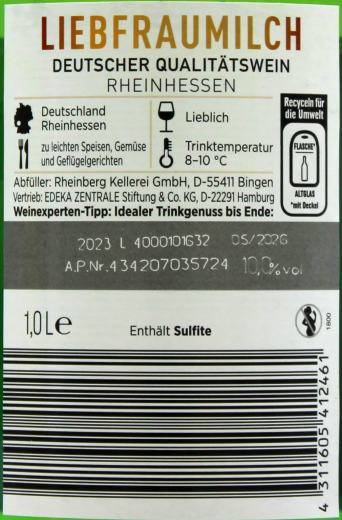 LIEBFRAUMILCH
DEUTSCHER QUALITÄTSWEIN
RHEINHESSEN
Deutschland
Rheinhessen
Lieblich
zu leichten Speisen, Gemüse
und Geflügelgerichten
Trinktemperatur
8–10 °C
Recyceln für
die Umwelt
FLASCHE*
ALTGLAS
*mit Deckel
Abfüller: Rheinberg Kellerei GmbH, D-55411 Bingen
Vertrieb: EDEKA ZENTRALE Stiftung & Co. KG, D-22291 Hamburg
Weinexperten-Tipp: Idealer Trinkgenuss bis Ende:
2023 L 4000101632 05/2026
A.P.Nr.434207035724 10,0%vol
1,0 L e
Enthält Sulfite
1800
4 311605 412461